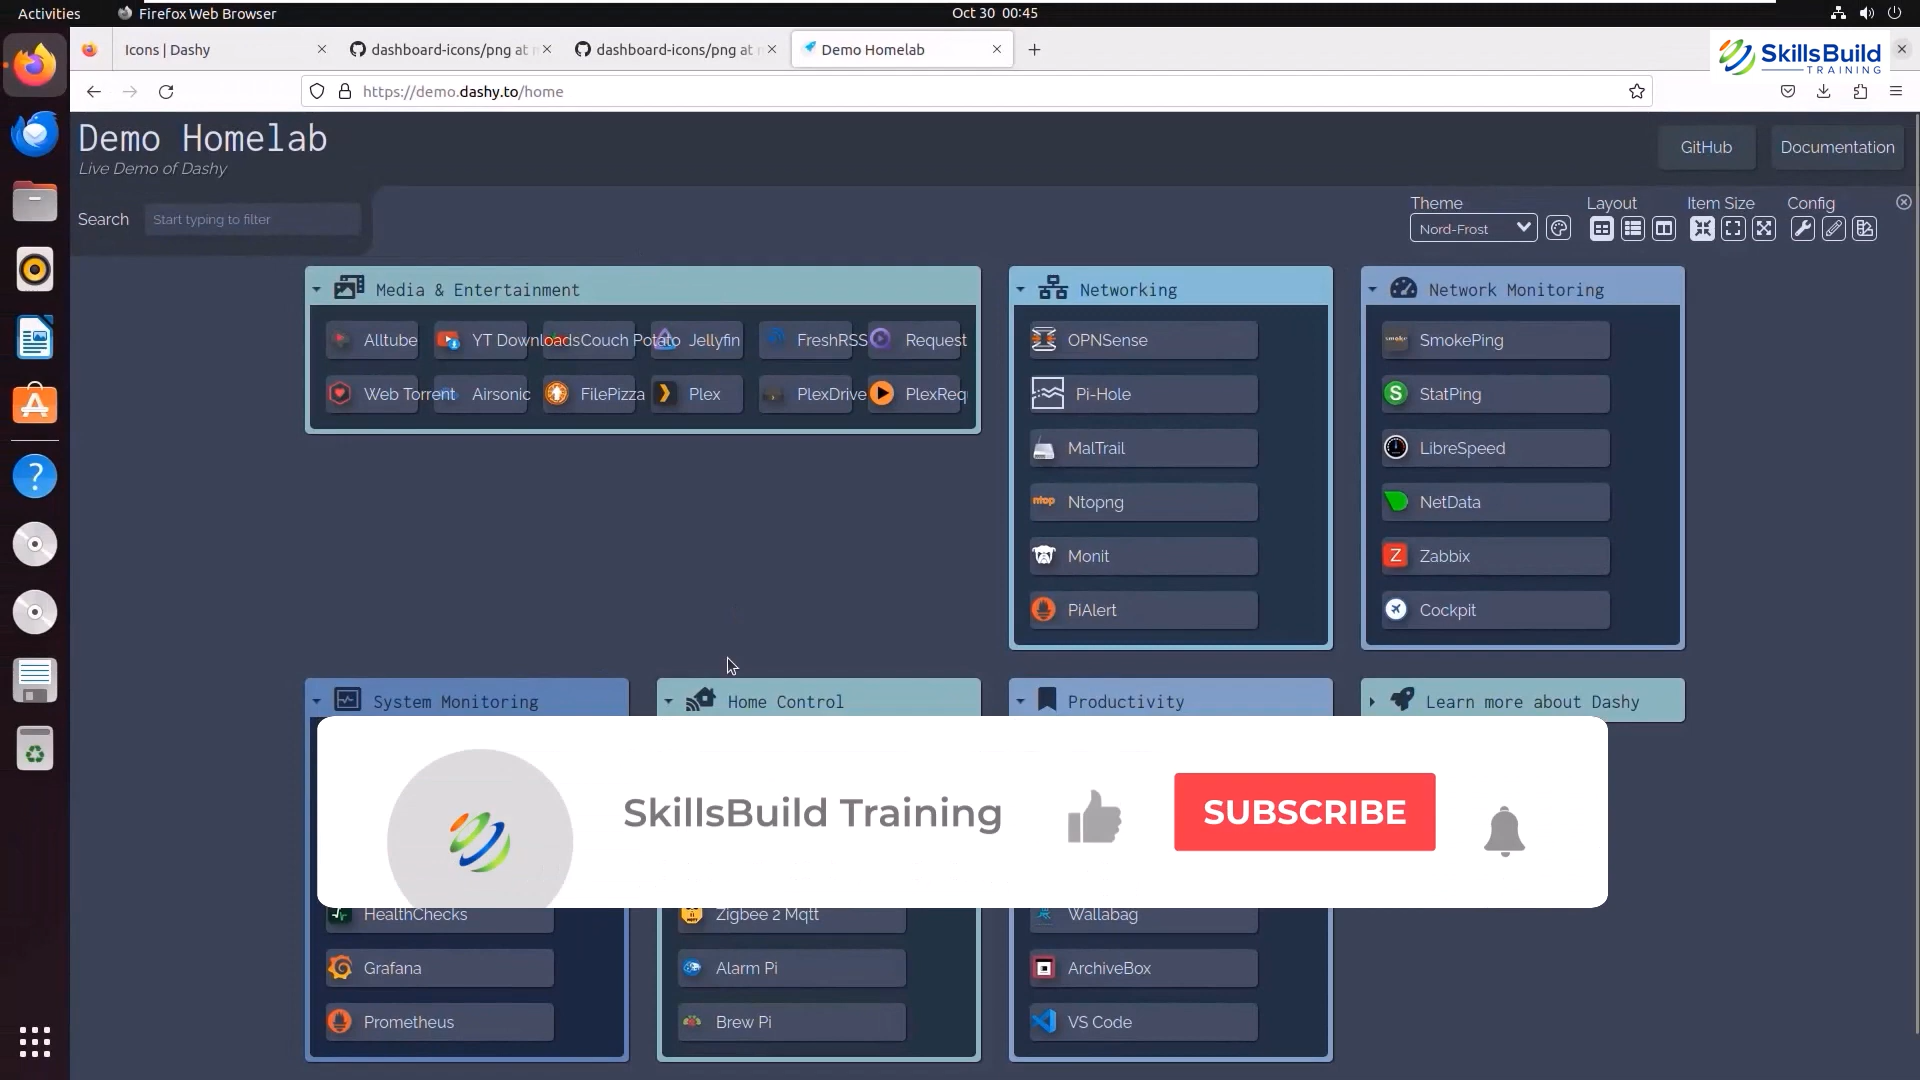 Activities
Firefox Web Browser
Oct 30 00:45
Icons | Dashy
dashboard-icons/png at
dashboard-icons/png at
Demo Homelab
SkillsBuild
TRAINING
https://demo.dashy.to/home
Demo Homelab
Live Demo of Dashy
GitHub
Documentation
Search
Start typing to filter
Theme
Nord-Frost
Layout
Item Size
Config
Media & Entertainment
Alltube
YT Downloads
Couch Potato
Jellyfin
FreshRSS
Request
Web Torrent
Airsonic
FilePizza
Plex
PlexDrive
PlexReq
Networking
OPNSense
Pi-Hole
MalTrail
ntop
Ntopng
Monit
PiAlert
Network Monitoring
SmokePing
S
StatPing
LibreSpeed
NetData
Z
Zabbix
Cockpit
System Monitoring
Home Control
Productivity
Learn more about Dashy
SkillsBuild Training
SUBSCRIBE
HealthChecks
Grafana
Prometheus
Zigbee 2 Mqtt
Alarm Pi
Brew Pi
Wallabag
ArchiveBox
VS Code